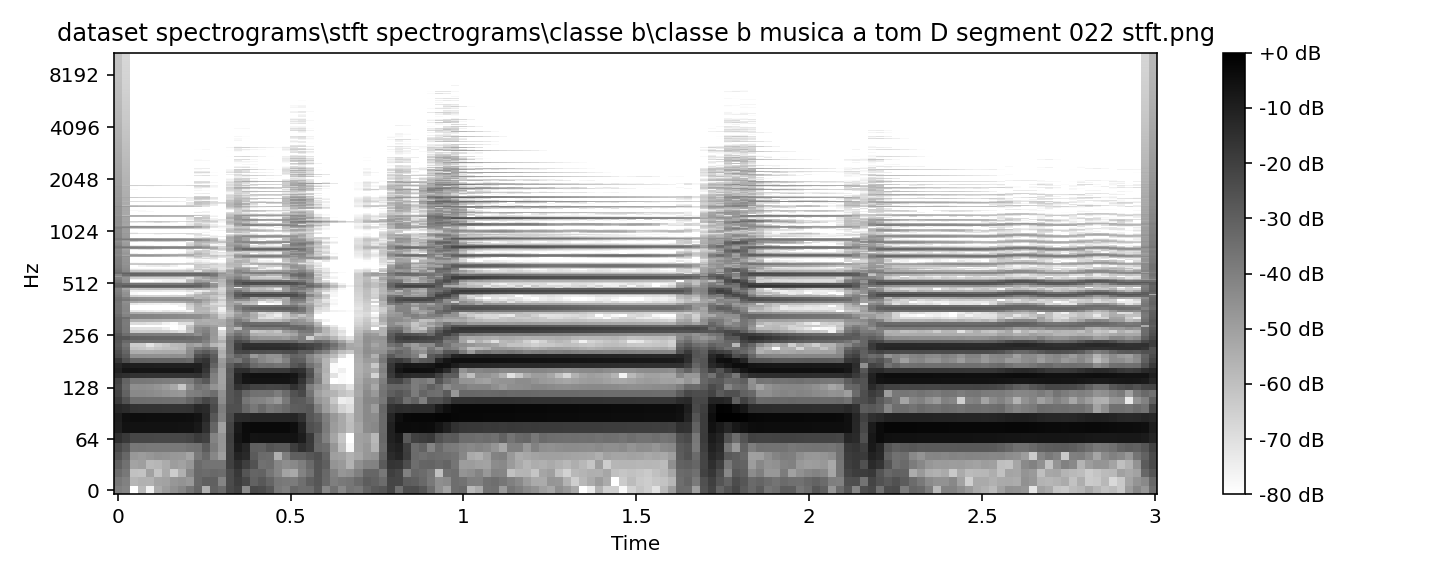 dataset spectrograms\stft spectrograms\classe b\classe b musica a tom D segment 022 stft.png
8192
4096
2048
1024
512
256
128
64
0
Hz
0 0.5 1 1.5 2 2.5 3
Time
+0 dB
-10 dB
-20 dB
-30 dB
-40 dB
-50 dB
-60 dB
-70 dB
-80 dB